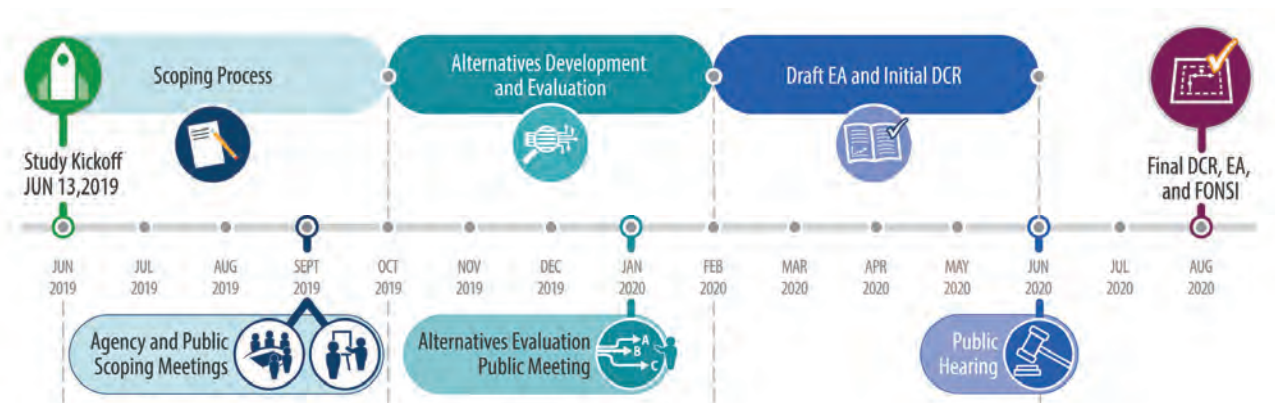 Scoping Process
Alternatives Development
and Evaluation
Draft EA and Initial DCR
Study Kickoff
JUN 13,2019
Final DCR, EA,
and FONSI
JUN
2019
JUL
2019
AUG
2019
SEPT
2019
OCT
2019
NOV
2019
DEC
2019
JAN
2020
FEB
2020
MAR
2020
APR
2020
MAY
2020
JUN
2020
JUL
2020
AUG
2020
Agency and Public
Scoping Meetings
Alternatives Evaluation
Public Meeting
A
B
C
Public
Hearing